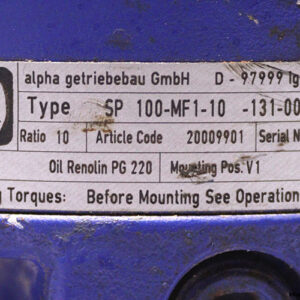 alpha getriebebau GmbH D - 97999 Ig
Type SP 100-MF1-10 -131-00
Ratio 10 Article Code 20009901 Serial N
Oil Renolin PG 220 Mounting Pos. V1
g Torques: Before Mounting See Operation